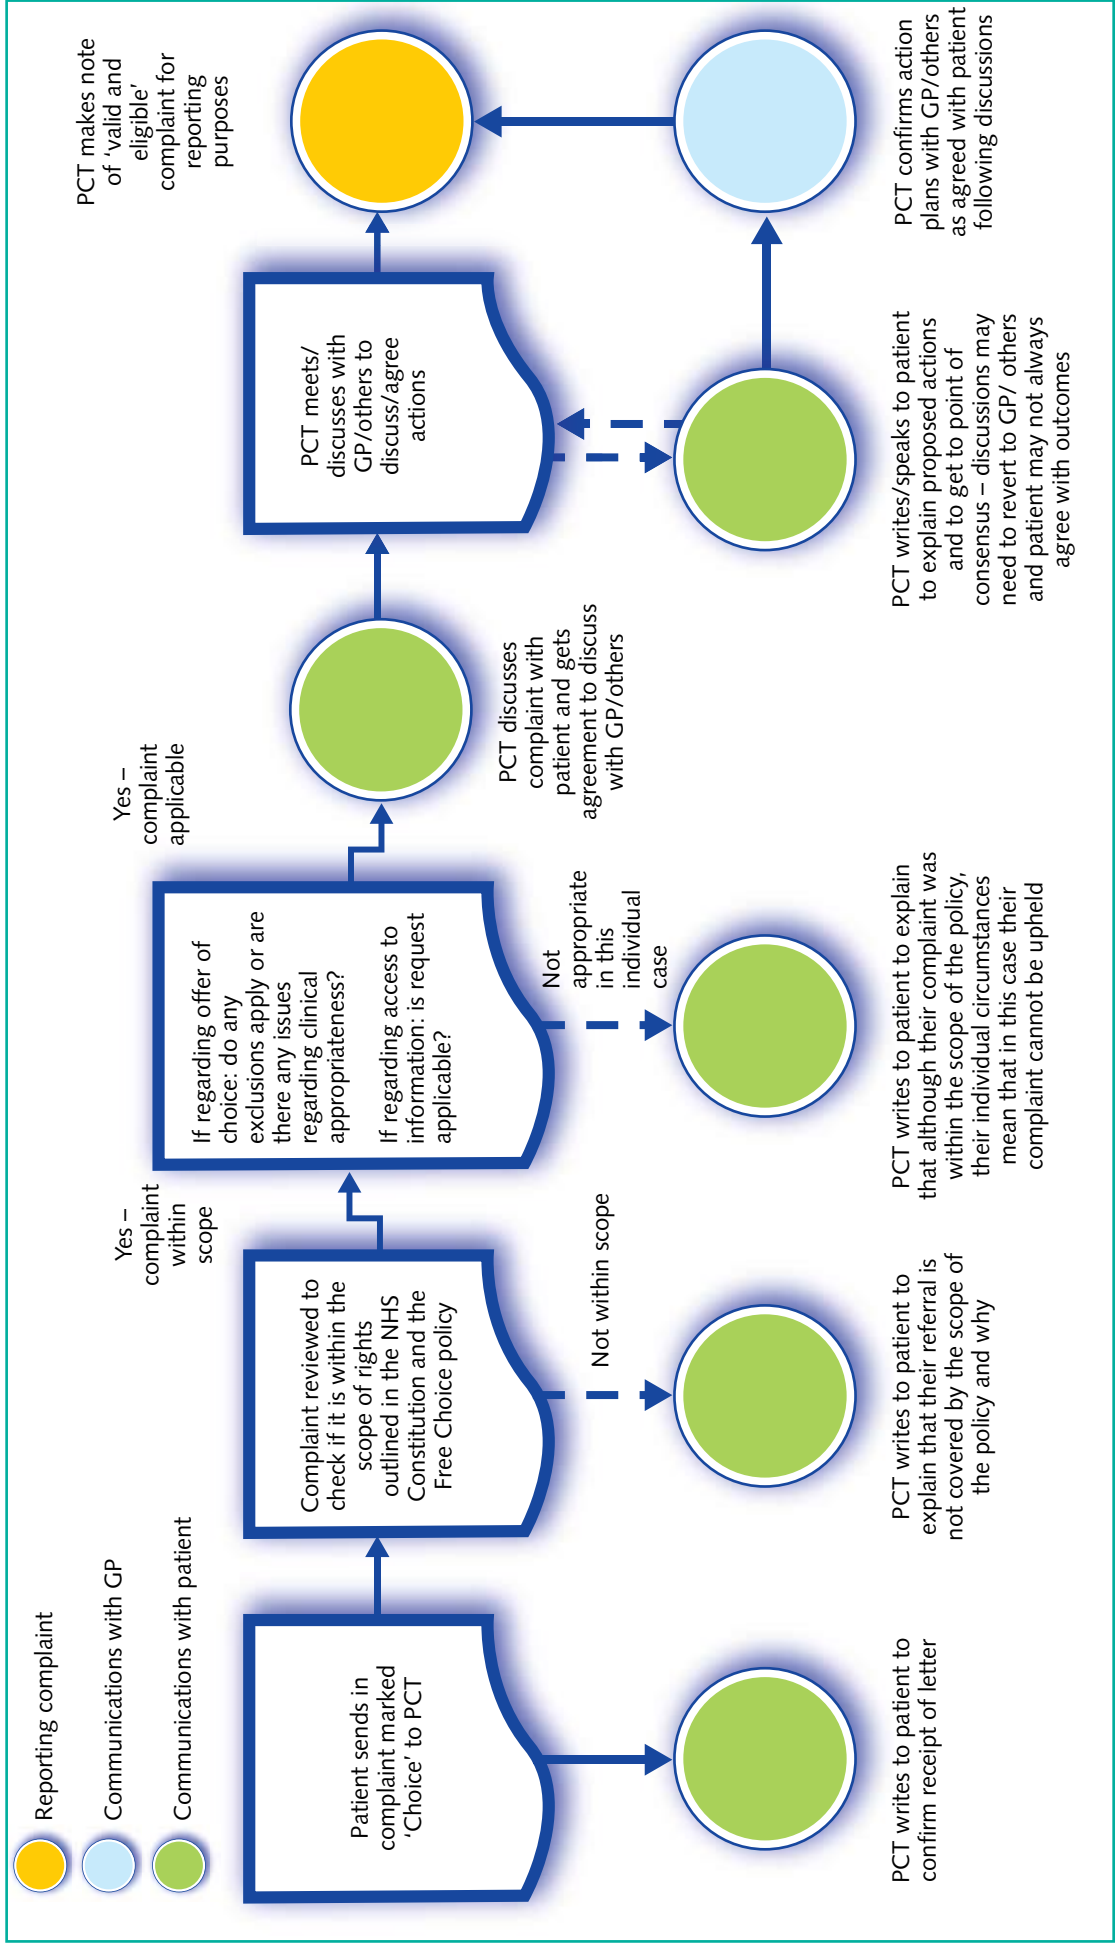 Reporting complaint
Communications with GP
Communications with patient
Patient sends in
complaint marked
‘Choice’ to PCT
PCT writes to patient to
confirm receipt of letter
Complaint reviewed to
check if it is within the
scope of rights
outlined in the NHS
Constitution and the
Free Choice policy
Not within scope
PCT writes to patient to
explain that their referral is
not covered by the scope of
the policy and why
Yes –
complaint
within
scope
If regarding offer of
choice: do any
exclusions apply or are
there any issues
regarding clinical
appropriateness?
If regarding access to
information: is request
applicable?
Not
appropriate
in this
individual
case
PCT writes to patient to explain
that although their complaint was
within the scope of the policy,
their individual circumstances
mean that in this case their
complaint cannot be upheld
Yes –
complaint
applicable
PCT discusses
complaint with
patient and gets
agreement to discuss
with GP/others
PCT meets/
discusses with
GP/others to
discuss/agree
actions
PCT writes/speaks to patient
to explain proposed actions
and to get to point of
consensus – discussions may
need to revert to GP/ others
and patient may not always
agree with outcomes
PCT confirms action
plans with GP/others
as agreed with patient
following discussions
PCT makes note
of ‘valid and
eligible’
complaint for
reporting
purposes